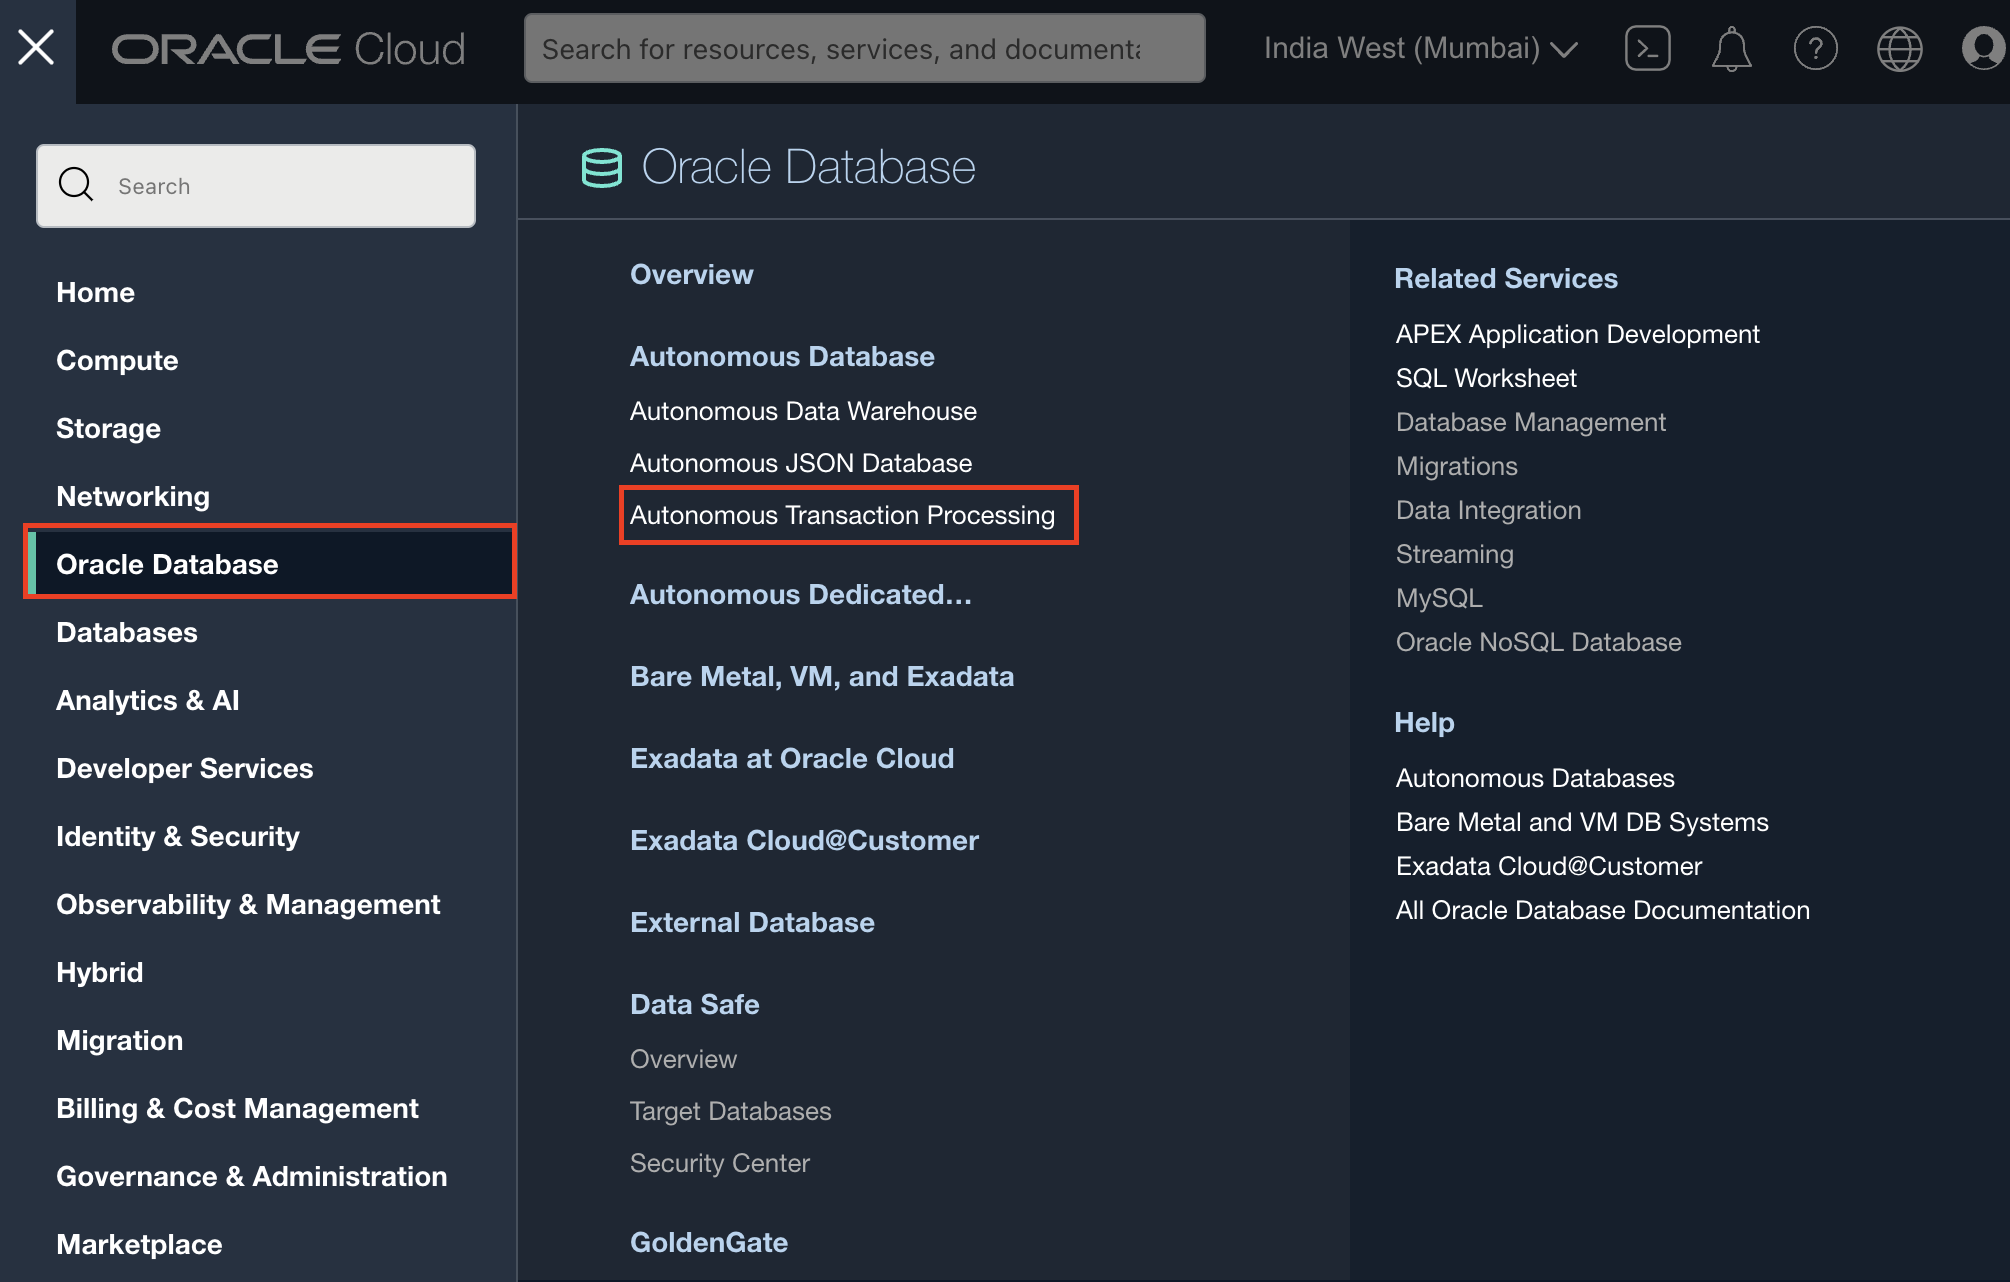 ORACLE Cloud
Search for resources, services, and documenta
India West (Mumbai)
Search
Home
Compute
Storage
Networking
Oracle Database
Databases
Analytics & AI
Developer Services
Identity & Security
Observability & Management
Hybrid
Migration
Billing & Cost Management
Governance & Administration
Marketplace
Oracle Database
Overview
Autonomous Database
Autonomous Data Warehouse
Autonomous JSON Database
Autonomous Transaction Processing
Autonomous Dedicated...
Bare Metal, VM, and Exadata
Exadata at Oracle Cloud
Exadata Cloud@Customer
External Database
Data Safe
Overview
Target Databases
Security Center
GoldenGate
Related Services
APEX Application Development
SQL Worksheet
Database Management
Migrations
Data Integration
Streaming
MySQL
Oracle NoSQL Database
Help
Autonomous Databases
Bare Metal and VM DB Systems
Exadata Cloud@Customer
All Oracle Database Documentation